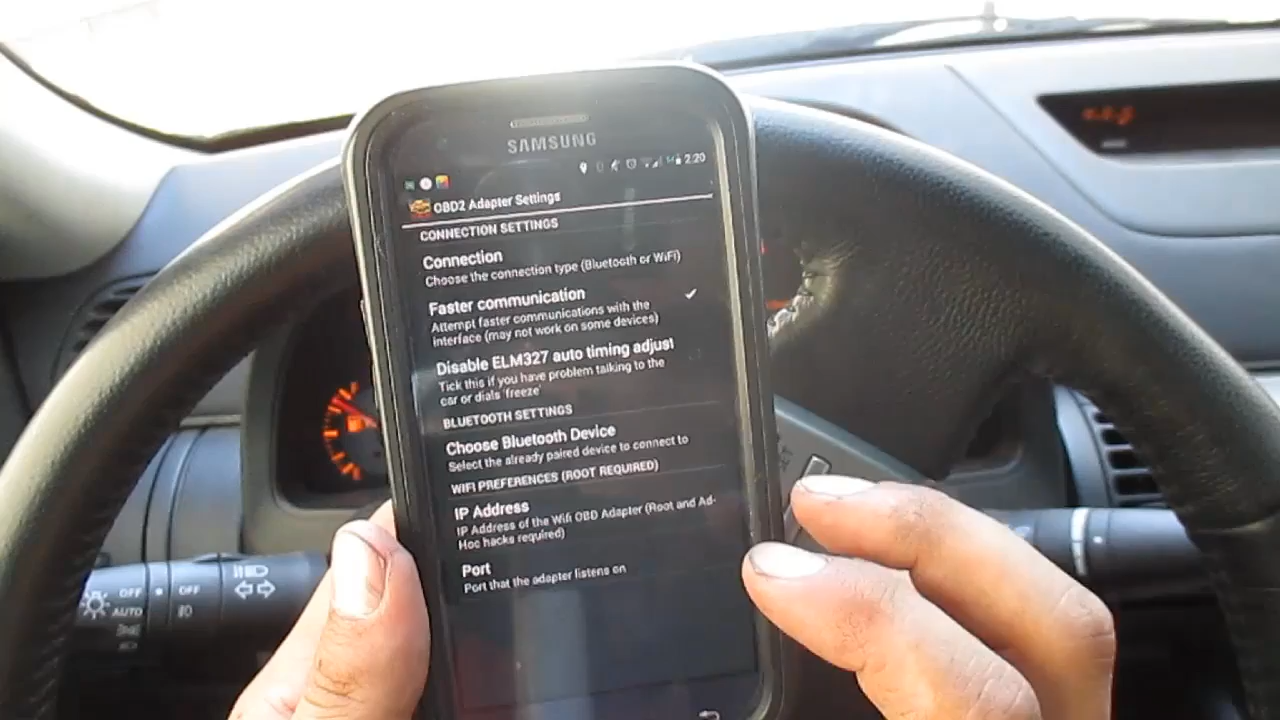 SAMSUNG
2:20
OBD2 Adapter Settings
CONNECTION SETTINGS
Connection
Choose the connection type (Bluetooth or WiFi)
Faster communication
Attempt faster communications with the
interface (may not work on some devices)
Disable ELM327 auto timing adjust
Tick this if you have problem talking to the
car or dials 'freeze'
BLUETOOTH SETTINGS
Choose Bluetooth Device
Select the already paired device to connect to
WIFI PREFERENCES (ROOT REQUIRED)
IP Address
IP Address of the Wifi OBD Adapter (Root and Ad-
Hoc hacks required)
Port
Port that the adapter listens on
OFF OFF
AUTO